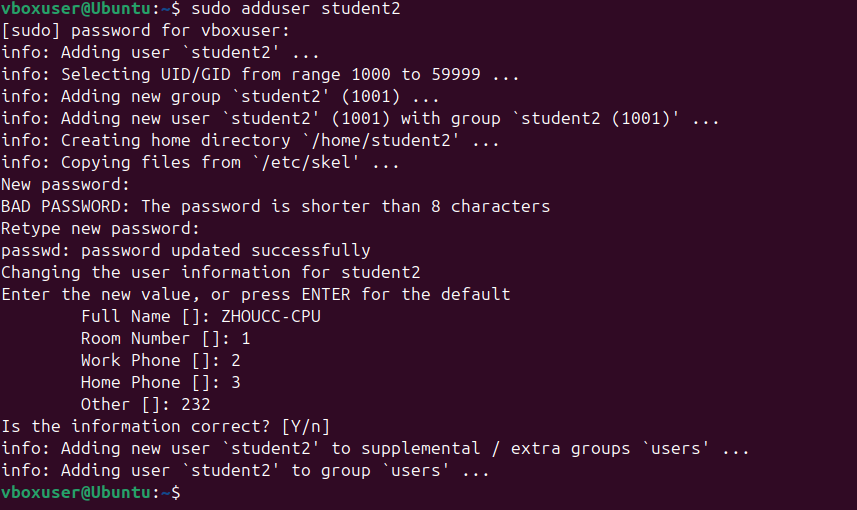 vboxuser@Ubuntu:~$ sudo adduser student2
[sudo] password for vboxuser:
info: Adding user `student2' ...
info: Selecting UID/GID from range 1000 to 59999 ...
info: Adding new group `student2' (1001) ...
info: Adding new user `student2' (1001) with group `student2 (1001)' ...
info: Creating home directory `/home/student2' ...
info: Copying files from `/etc/skel' ...
New password:
BAD PASSWORD: The password is shorter than 8 characters
Retype new password:
passwd: password updated successfully
Changing the user information for student2
Enter the new value, or press ENTER for the default
        Full Name []: ZHOUCC-CPU
        Room Number []: 1
        Work Phone []: 2
        Home Phone []: 3
        Other []: 232
Is the information correct? [Y/n]
info: Adding new user `student2' to supplemental / extra groups `users' ...
info: Adding user `student2' to group `users' ...
vboxuser@Ubuntu:~$